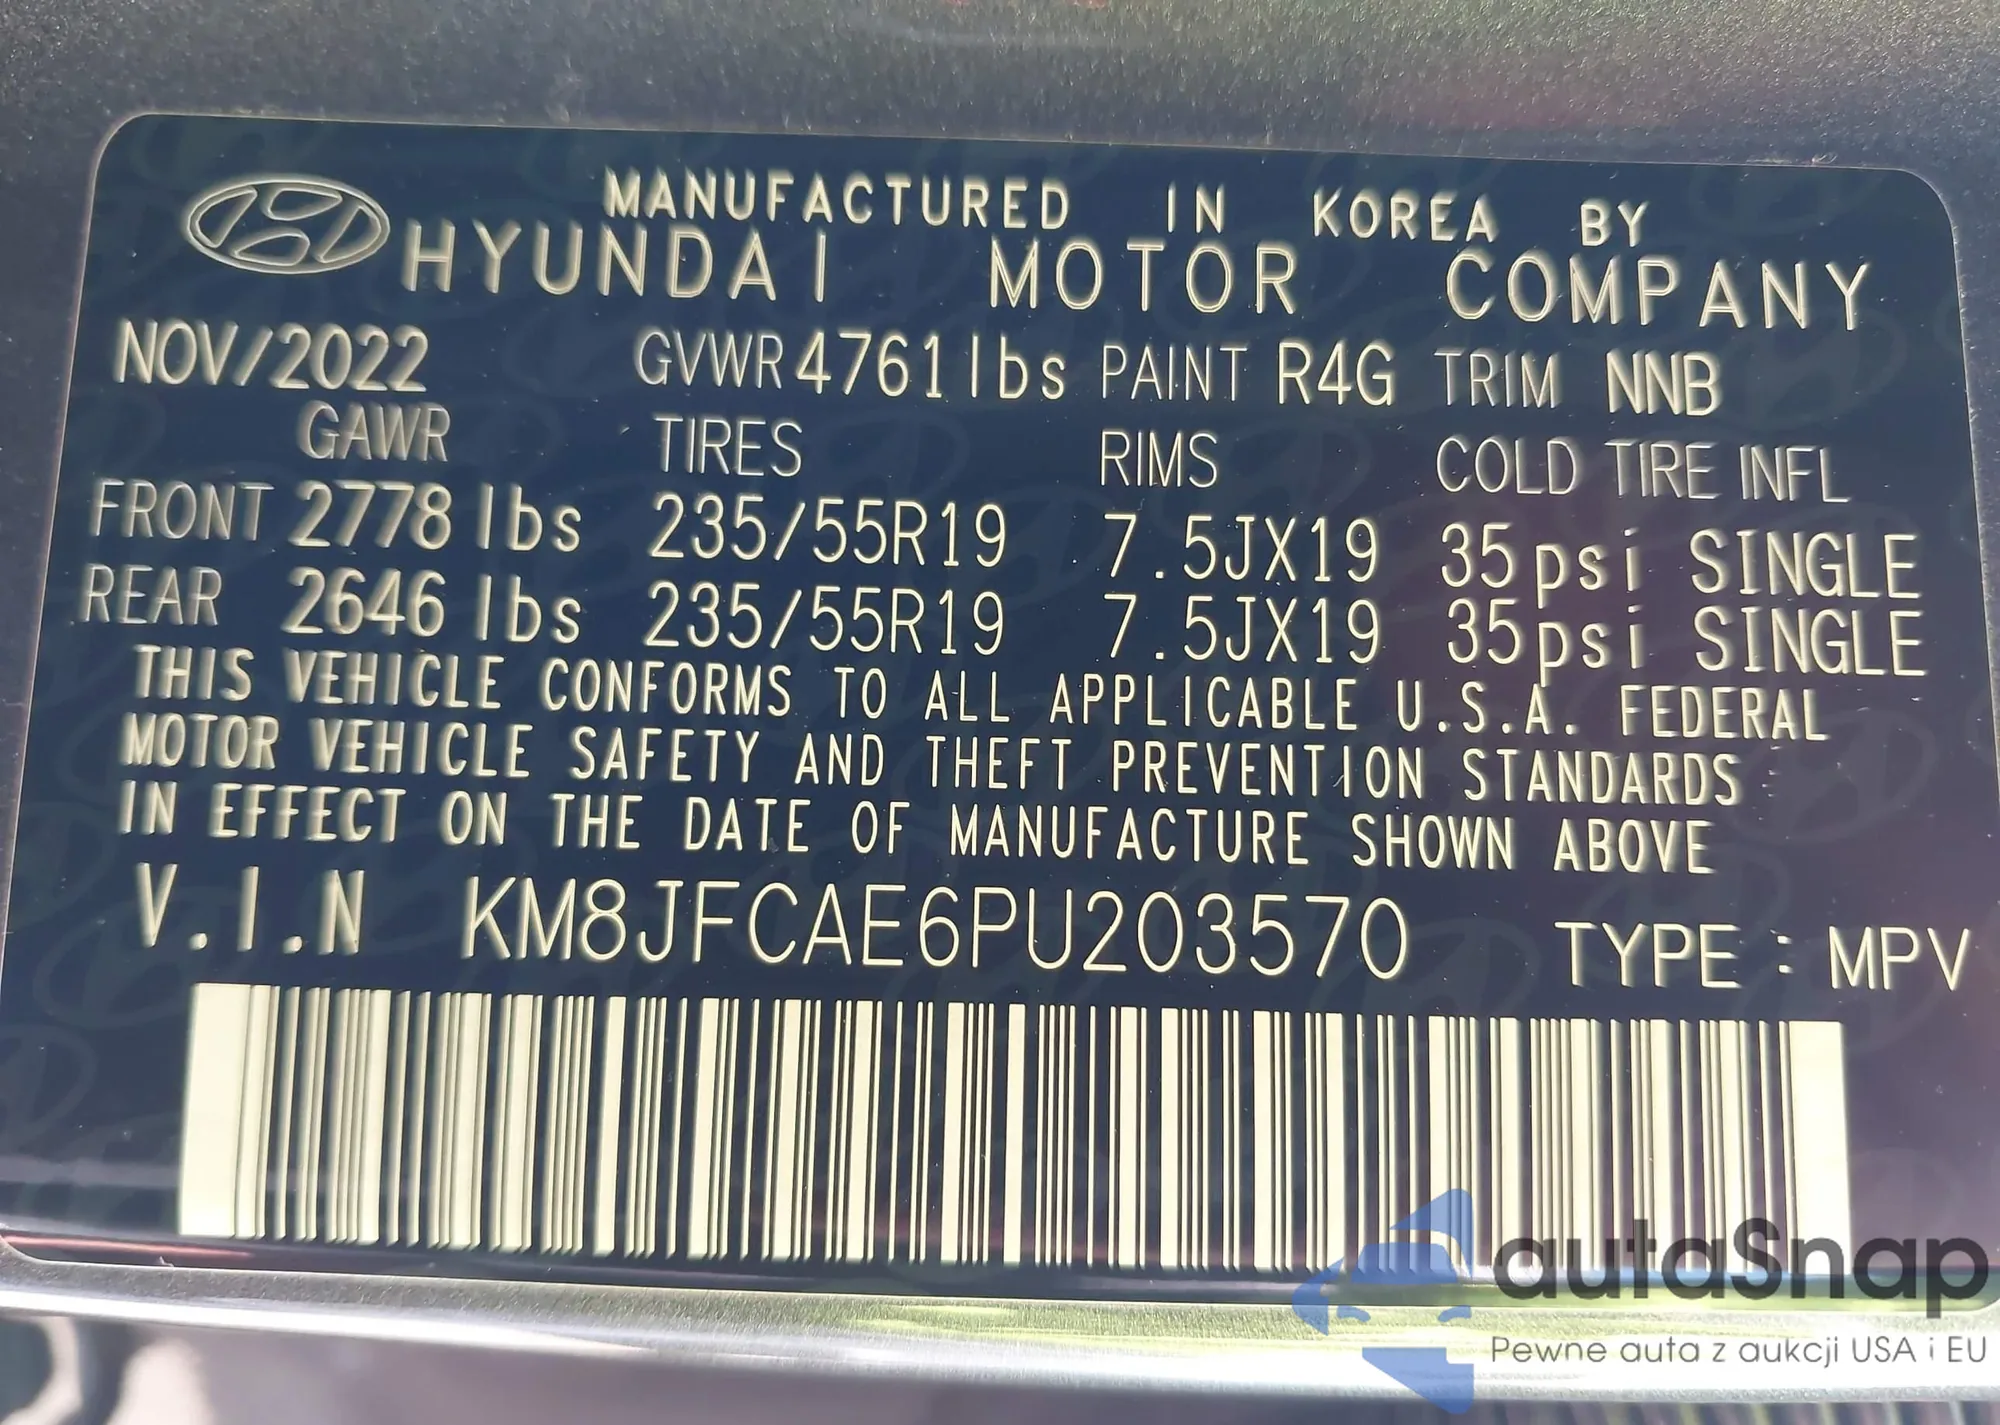 MANUFACTURED IN KOREA BY
HYUNDAI MOTOR COMPANY
NOV/2022 GVWR 4761lbs PAINT R4G TRIM NNB
GAWR TIRES RIMS COLD TIRE INFL
FRONT 2778 lbs 235/55R19 7.5JX19 35psi SINGLE
REAR 2646 lbs 235/55R19 7.5JX19 35psi SINGLE
THIS VEHICLE CONFORMS TO ALL APPLICABLE U.S.A. FEDERAL
MOTOR VEHICLE SAFETY AND THEFT PREVENTION STANDARDS
IN EFFECT ON THE DATE OF MANUFACTURE SHOWN ABOVE
V.I.N KM8JFCAE6PU203570 TYPE : MPV
autaSnap
Pewne auta z aukcji USA i EU